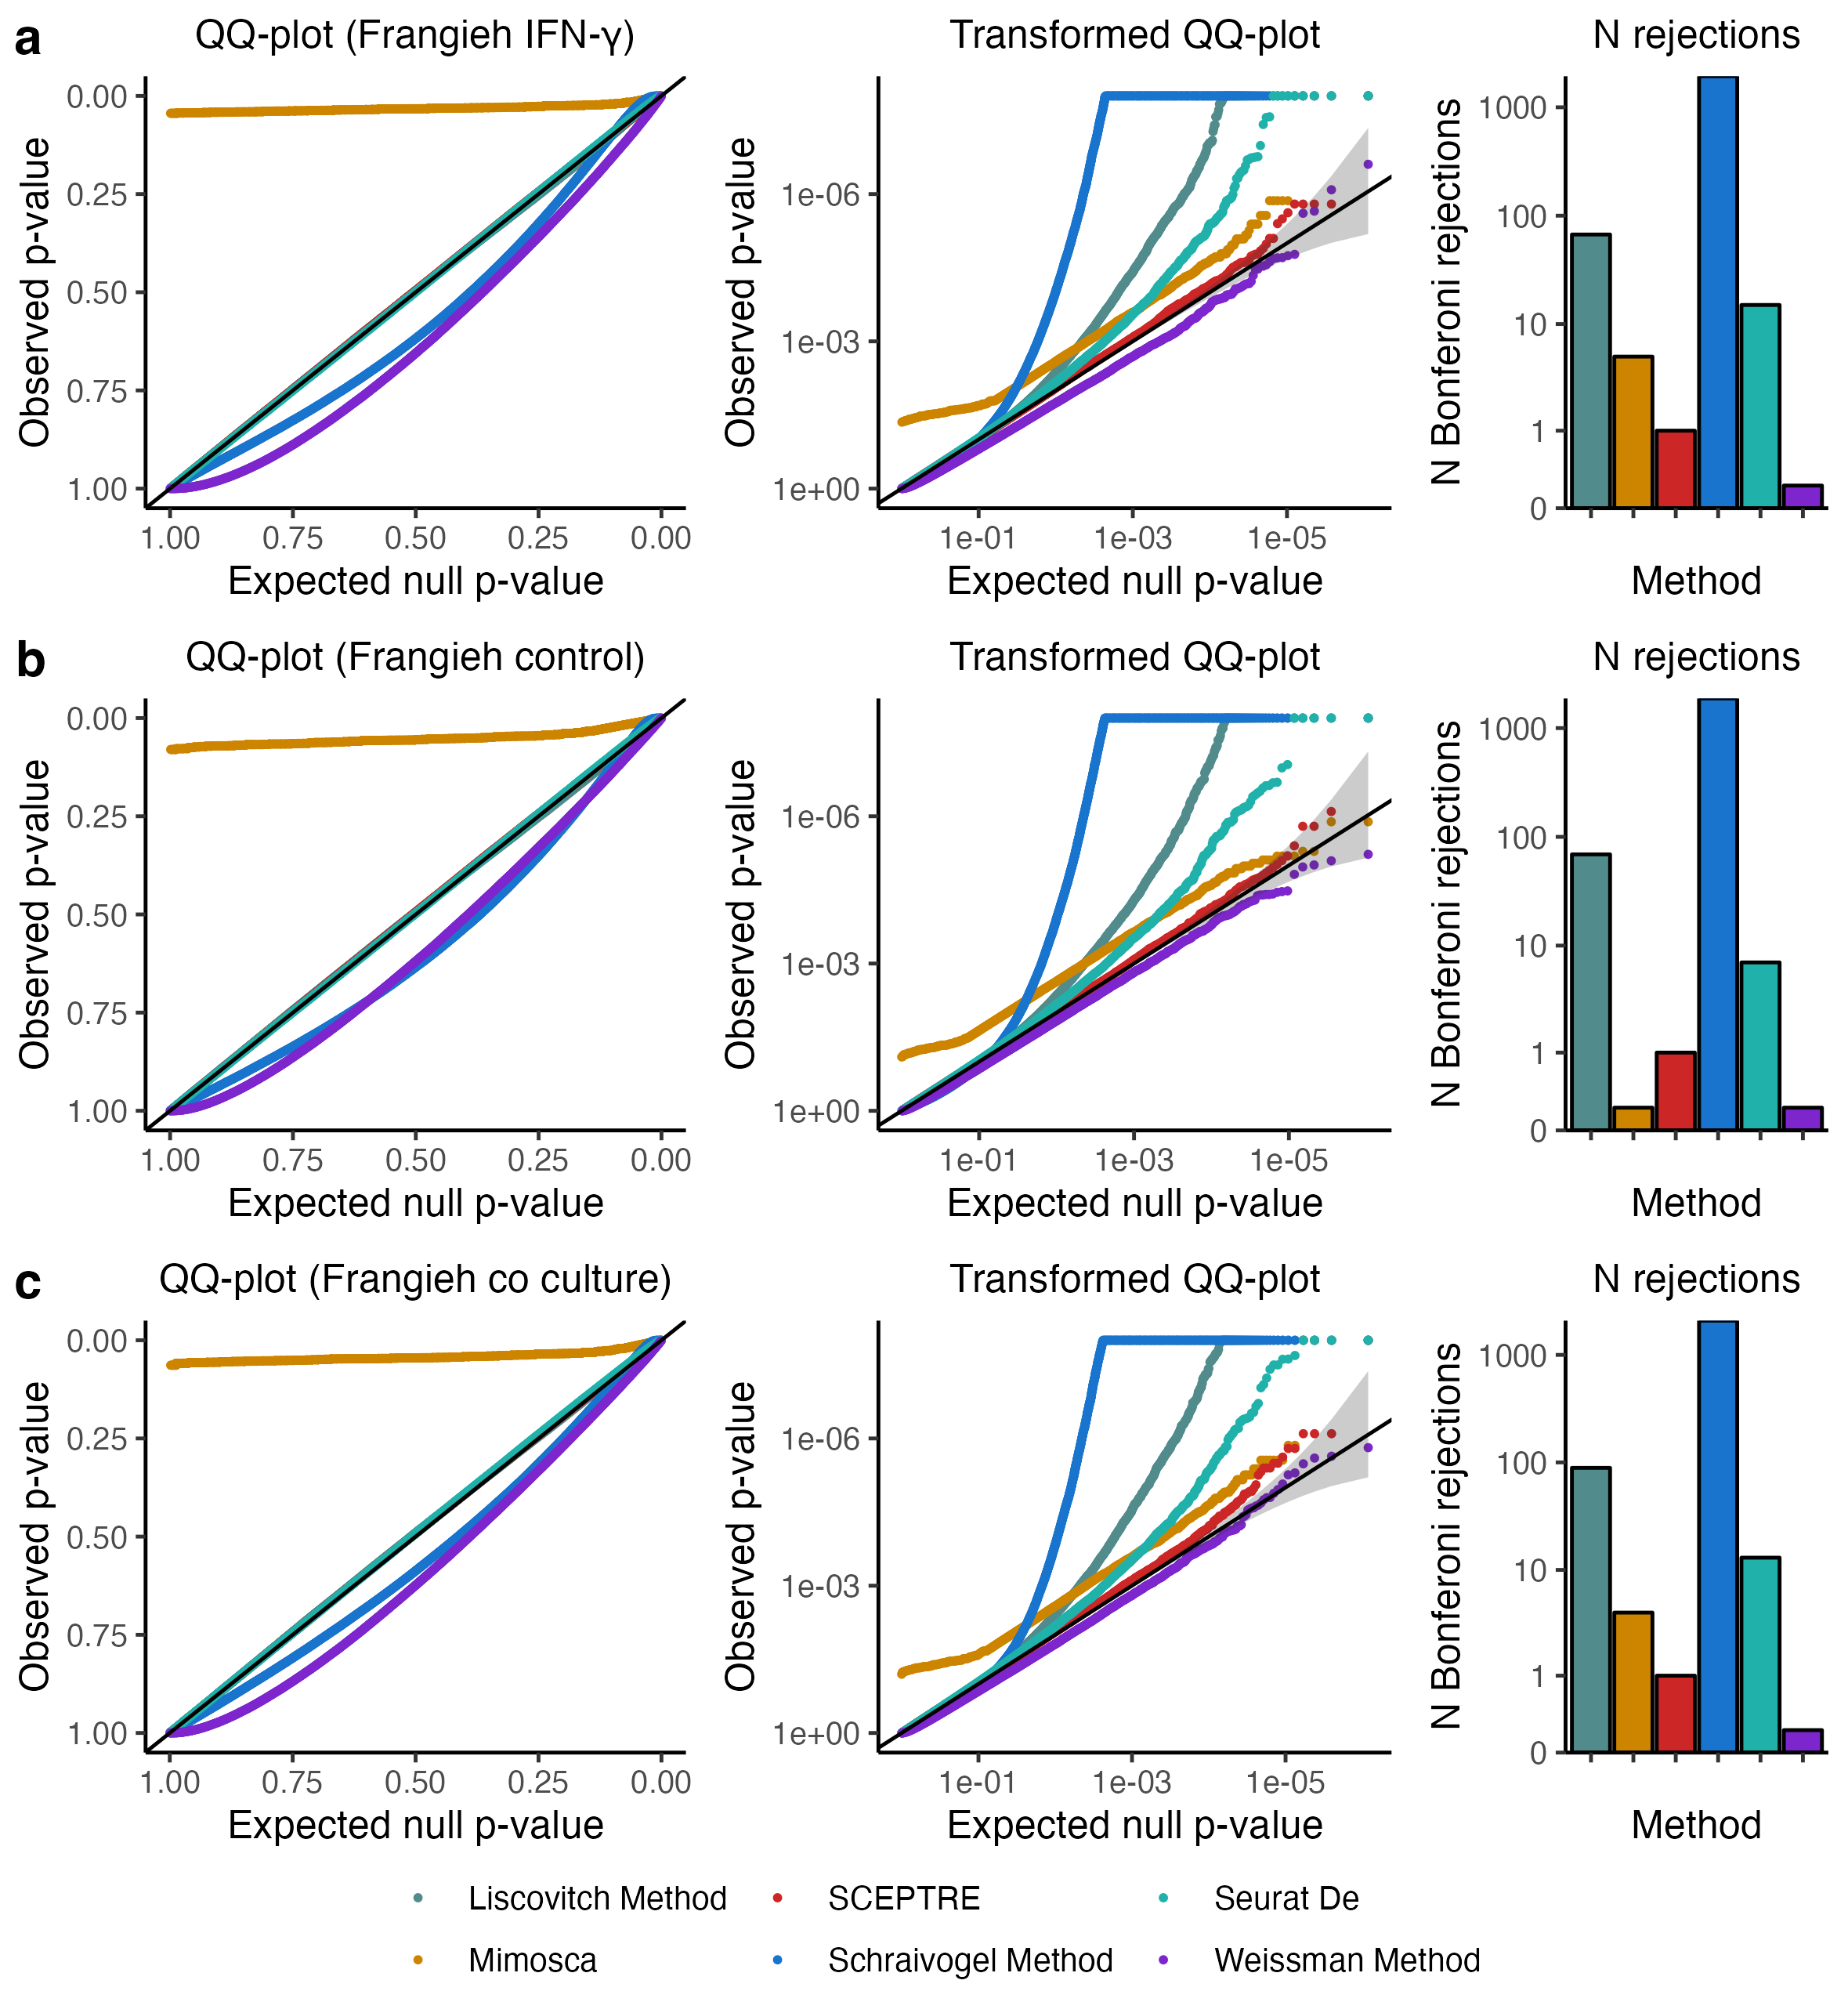 a
QQ-plot (Frangieh IFN-γ)
Transformed QQ-plot
N rejections
Observed p-value
0.00
0.25
0.50
0.75
1.00
1.00 0.75 0.50 0.25 0.00
Expected null p-value
Observed p-value
1e-06
1e-03
1e+00
1e-01 1e-03 1e-05
Expected null p-value
N Bonferoni rejections
1000
100
10
1
0
Method
b
QQ-plot (Frangieh control)
Transformed QQ-plot
N rejections
Observed p-value
0.00
0.25
0.50
0.75
1.00
1.00 0.75 0.50 0.25 0.00
Expected null p-value
Observed p-value
1e-06
1e-03
1e+00
1e-01 1e-03 1e-05
Expected null p-value
N Bonferoni rejections
1000
100
10
1
0
Method
c
QQ-plot (Frangieh co culture)
Transformed QQ-plot
N rejections
Observed p-value
0.00
0.25
0.50
0.75
1.00
1.00 0.75 0.50 0.25 0.00
Expected null p-value
Observed p-value
1e-06
1e-03
1e+00
1e-01 1e-03 1e-05
Expected null p-value
N Bonferoni rejections
1000
100
10
1
0
Method
Liscovitch Method SCEPTRE Seurat De
Mimosca Schraivogel Method Weissman Method